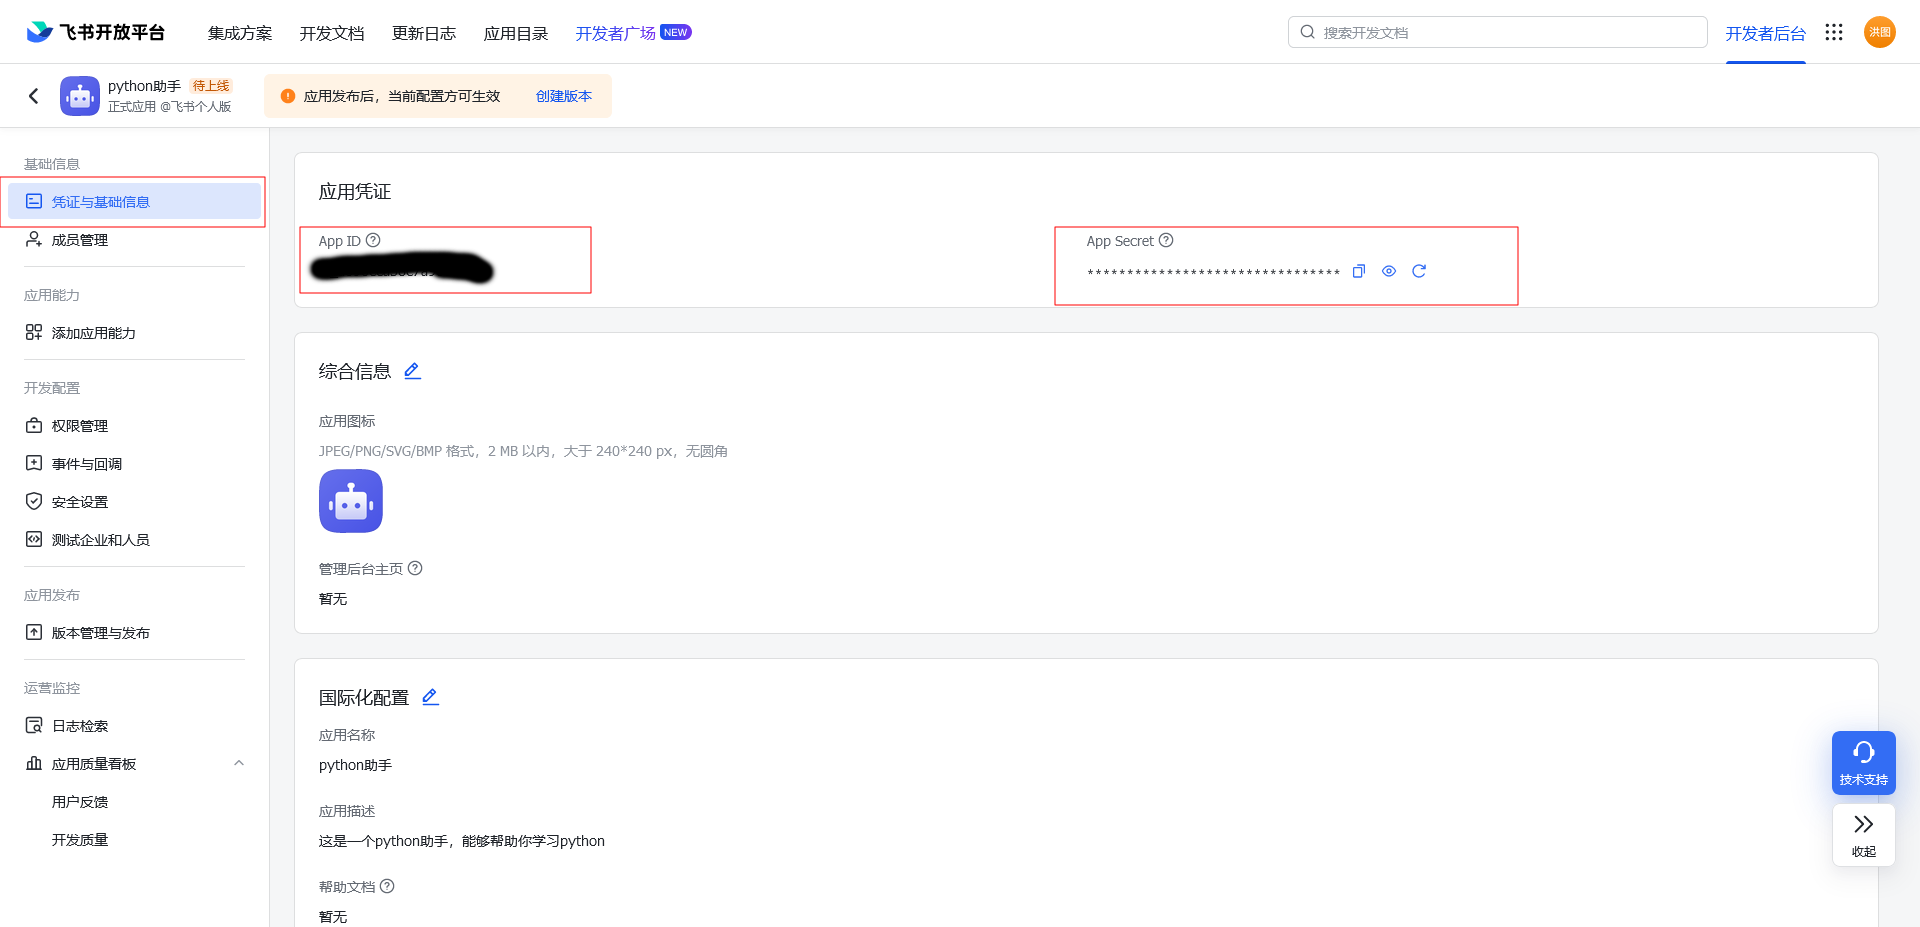 飞书开放平台 集成方案 开发文档 更新日志 应用目录 开发者广场 NEW 搜索开发文档 开发者后台 洪图
python助手 待上线
正式应用 @飞书个人版
应用发布后，当前配置方可生效 创建版本
基础信息
凭证与基础信息
成员管理
应用能力
添加应用能力
开发配置
权限管理
事件与回调
安全设置
测试企业和人员
应用发布
版本管理与发布
运营监控
日志检索
应用质量看板
用户反馈
开发质量
应用凭证
App ID
App Secret
********************************
综合信息
应用图标
JPEG/PNG/SVG/BMP 格式，2 MB 以内，大于 240*240 px，无圆角
管理后台主页
暂无
国际化配置
应用名称
python助手
应用描述
这是一个python助手，能够帮助你学习python
帮助文档
暂无
技术支持
收起